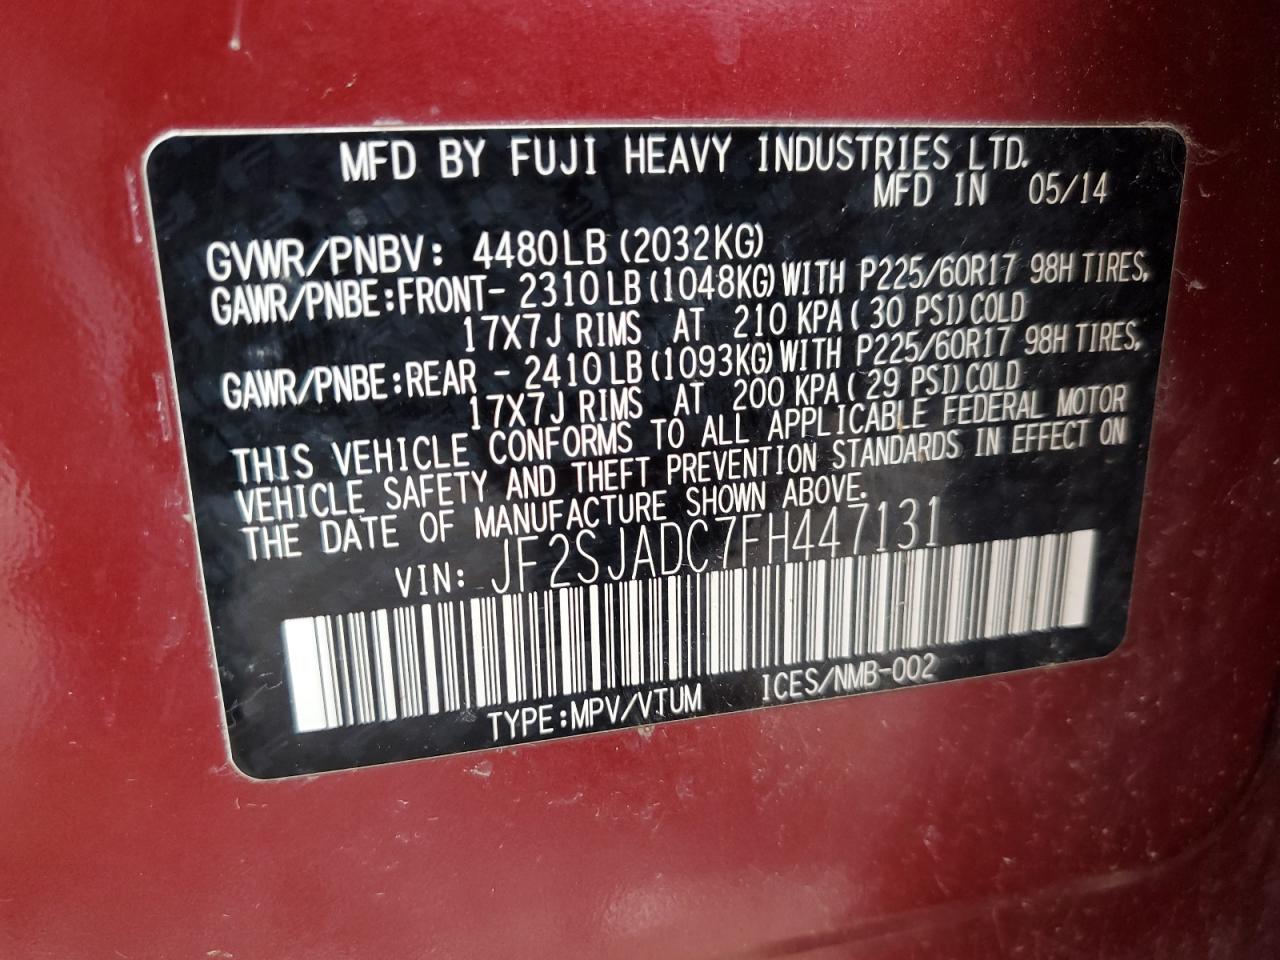 MFD BY FUJI HEAVY INDUSTRIES LTD.
MFD IN 05/14
GVWR/PNBV: 4480LB (2032KG)
GAWR/PNBE:FRONT- 2310LB(1048KG)WITH P225/60R17 98H TIRES,
17X7J RIMS AT 210 KPA( 30 PSI)COLD
GAWR/PNBE:REAR - 2410LB(1093KG)WITH P225/60R17 98H TIRES,
17X7J RIMS AT 200 KPA( 29 PSI)COLD
THIS VEHICLE CONFORMS TO ALL APPLICABLE FEDERAL MOTOR
VEHICLE SAFETY AND THEFT PREVENTION STANDARDS IN EFFECT ON
THE DATE OF MANUFACTURE SHOWN ABOVE.
VIN: JF2SJADC7FH447131
TYPE:MPV/VTUM ICES/NMB-002